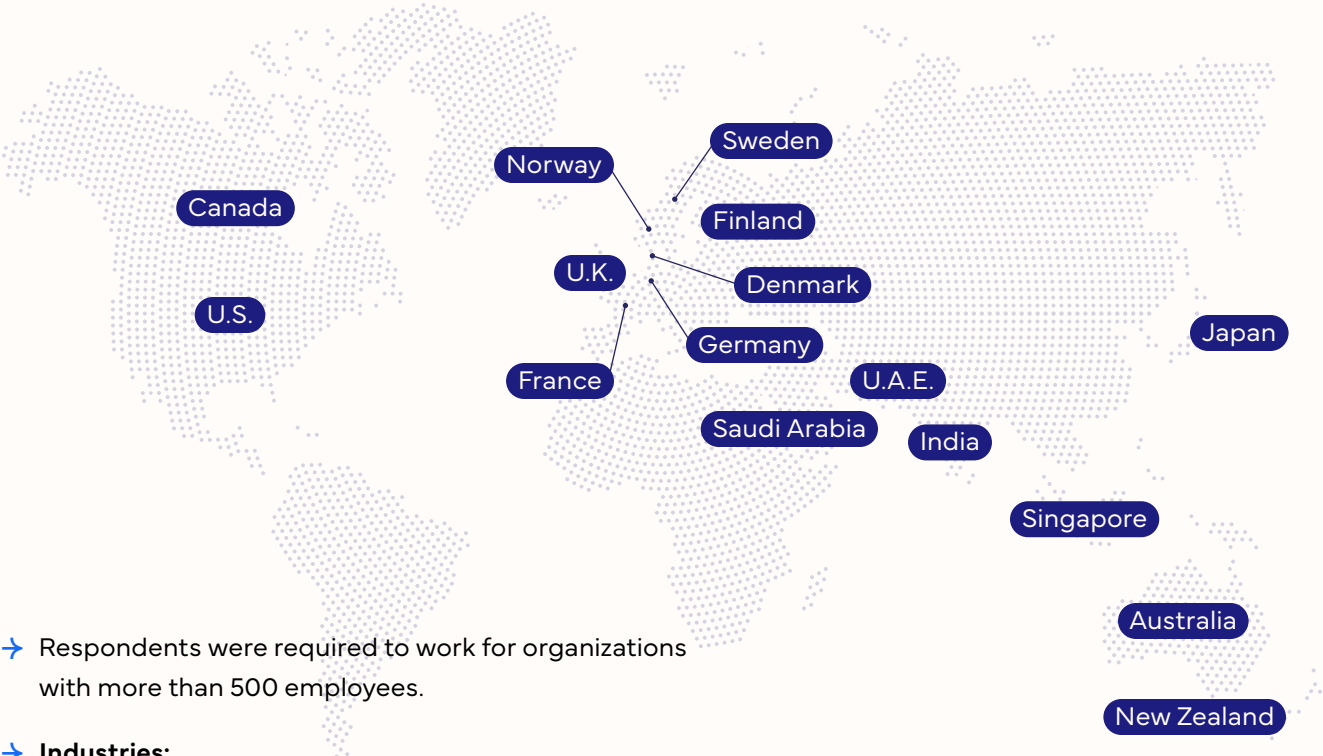 Sweden
Norway
Canada
Finland
U.K.
Denmark
U.S.
Japan
Germany
France
U.A.E.
Saudi Arabia
India
Singapore
Australia
Respondents were required to work for organizations
with more than 500 employees.
New Zealand
Industries: